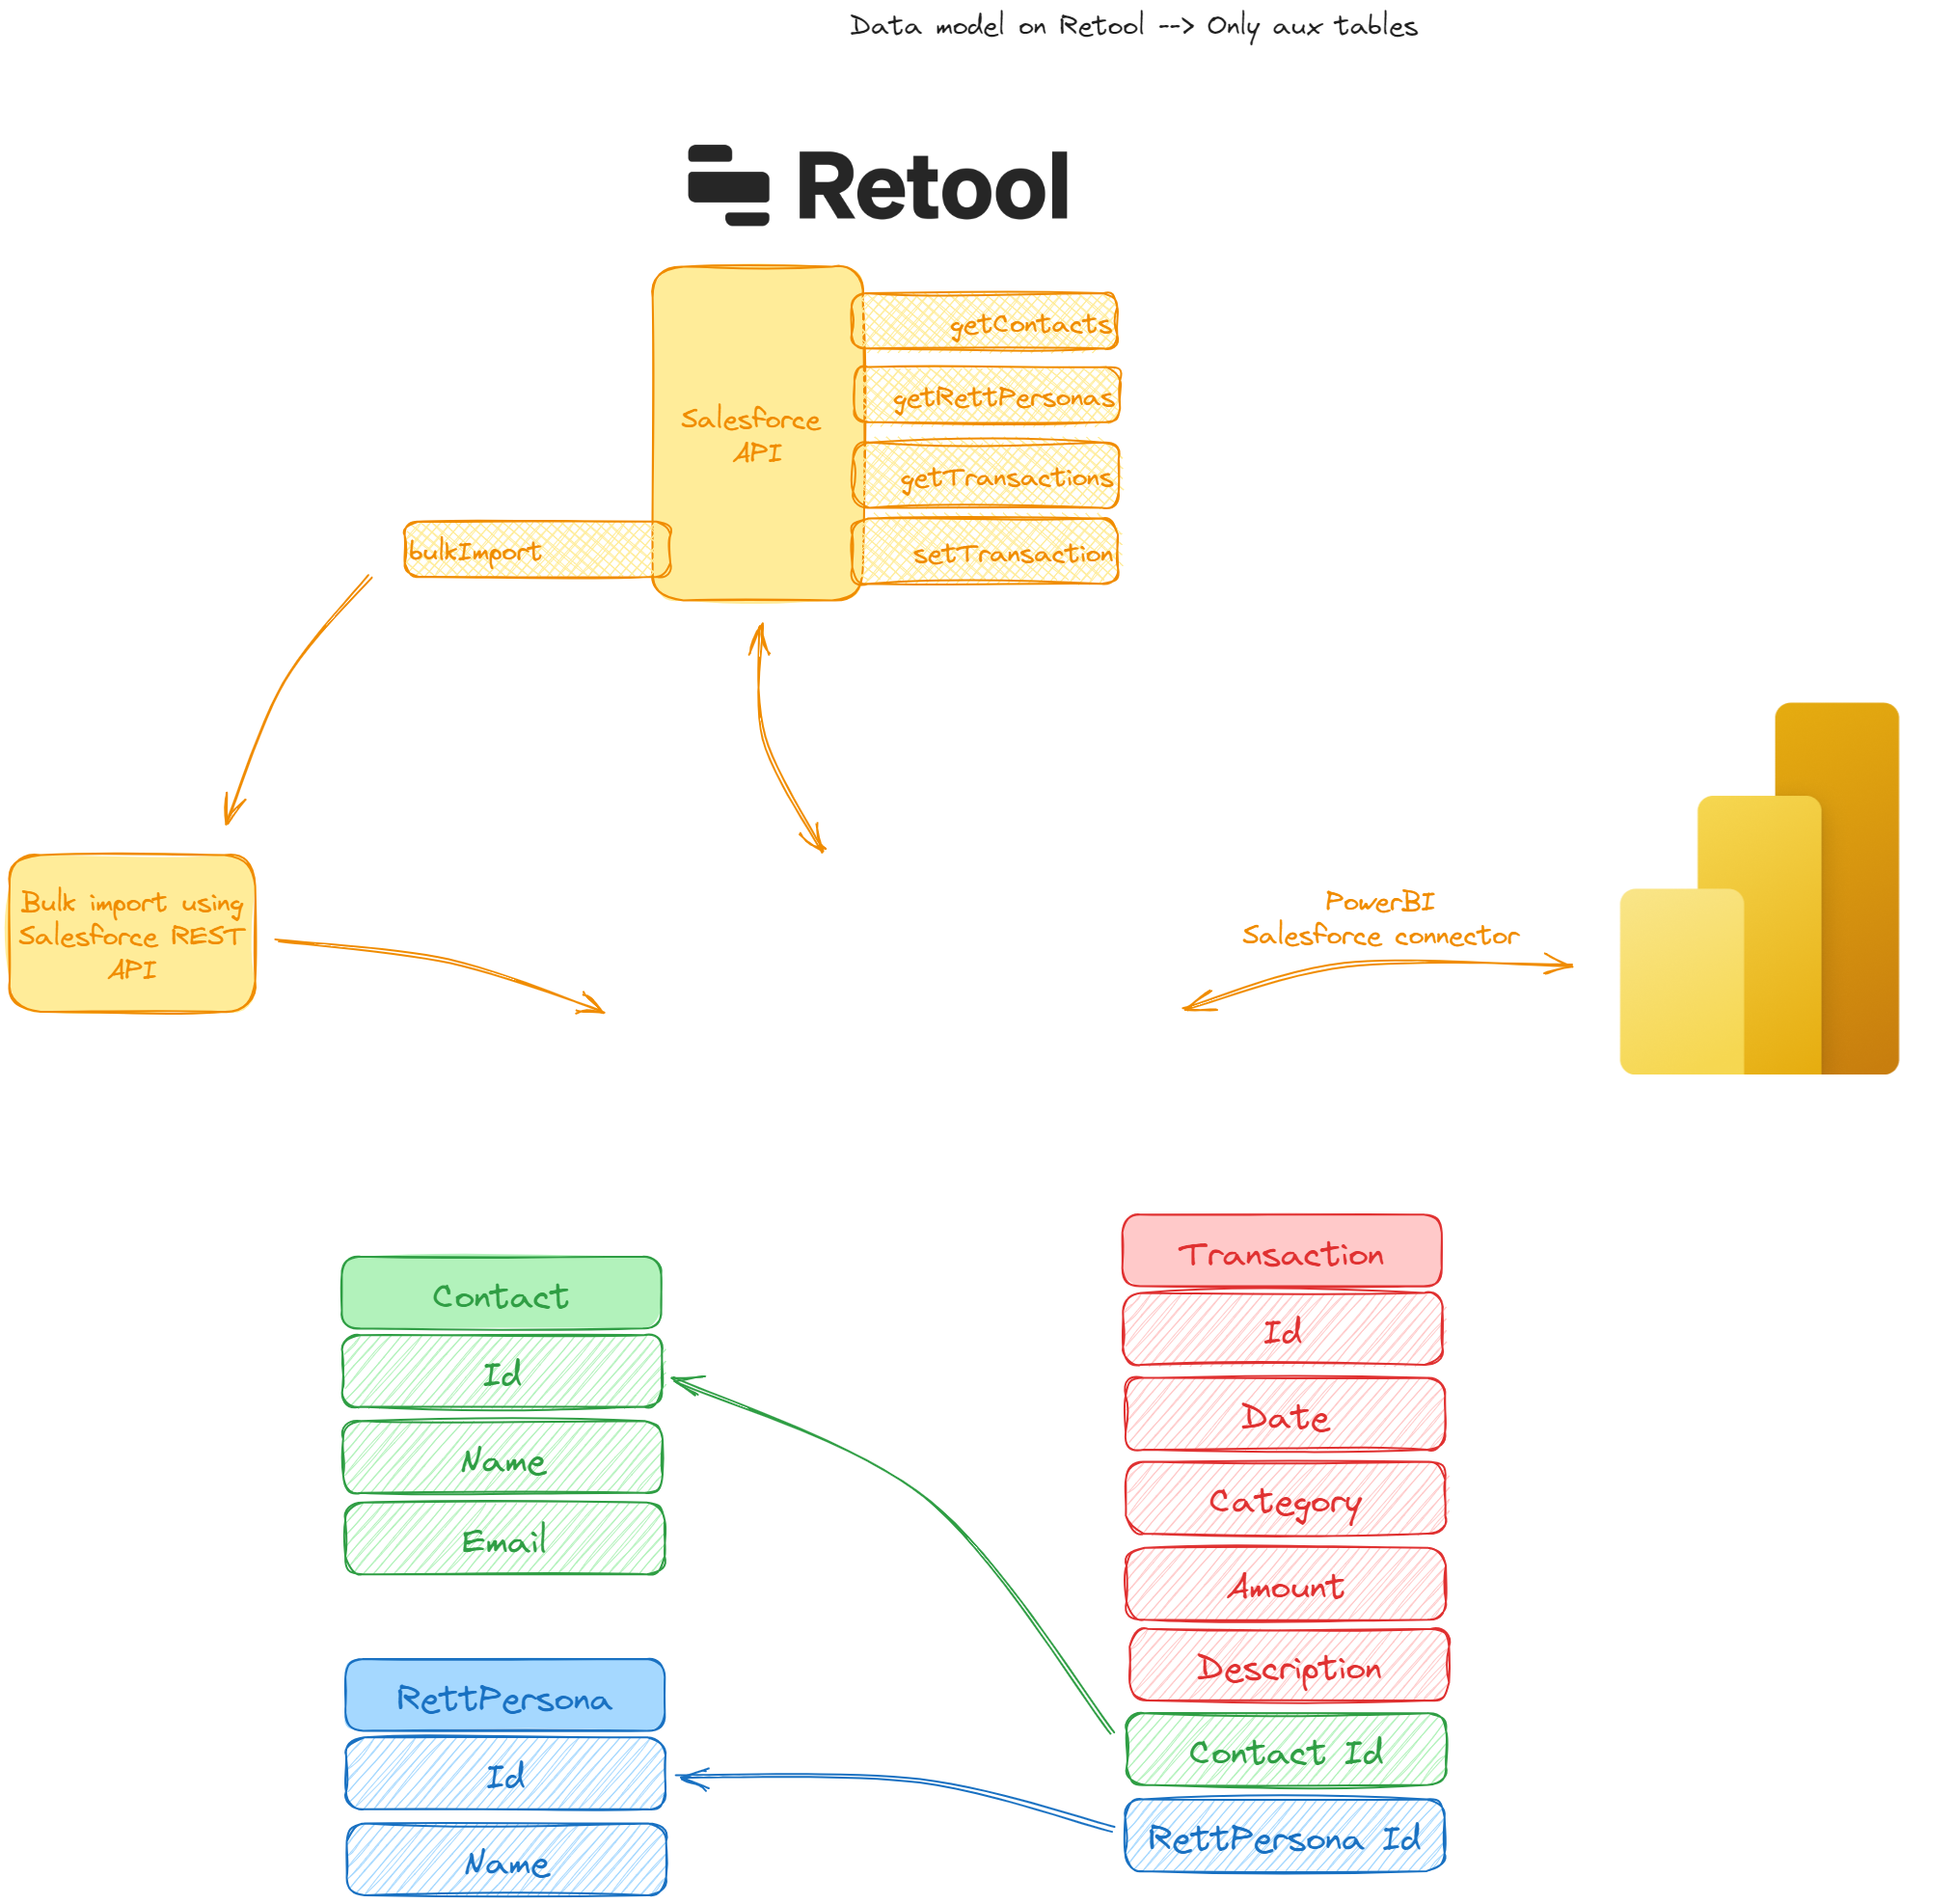 Data model on Retool --> Only aux tables
Retool
getContacts
getRettPersonas
Salesforce
API
getTransactions
setTransaction
bulkImport
Bulk import using
Salesforce REST
API
PowerBI
Salesforce connector
Contact
Id
Name
Email
RettPersona
Id
Name
Transaction
Id
Date
Category
Amount
Description
Contact Id
RettPersona Id